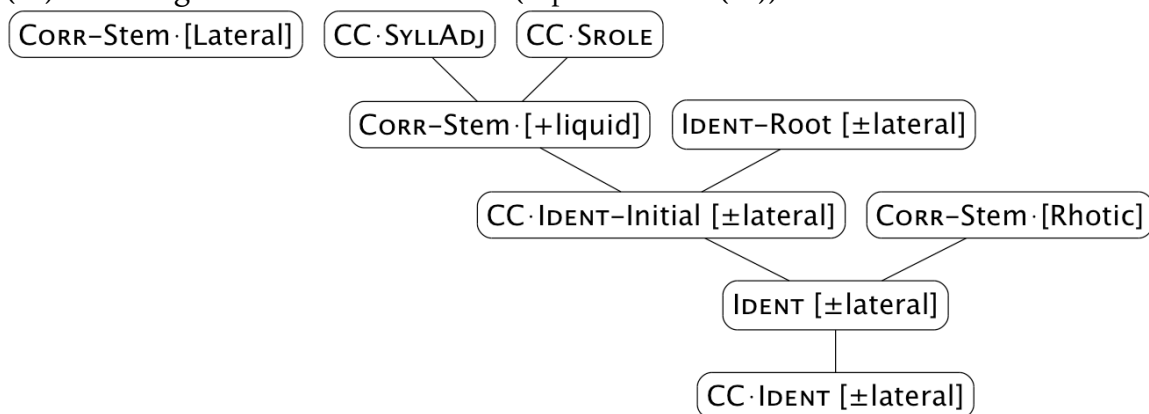 CORR–Stem·[Lateral] CC·SYLLADJ CC·SROLE
CORR–Stem·[+liquid] IDENT–Root [±lateral]
CC·IDENT–Initial [±lateral] CORR–Stem·[Rhotic]
IDENT [±lateral]
CC·IDENT [±lateral]